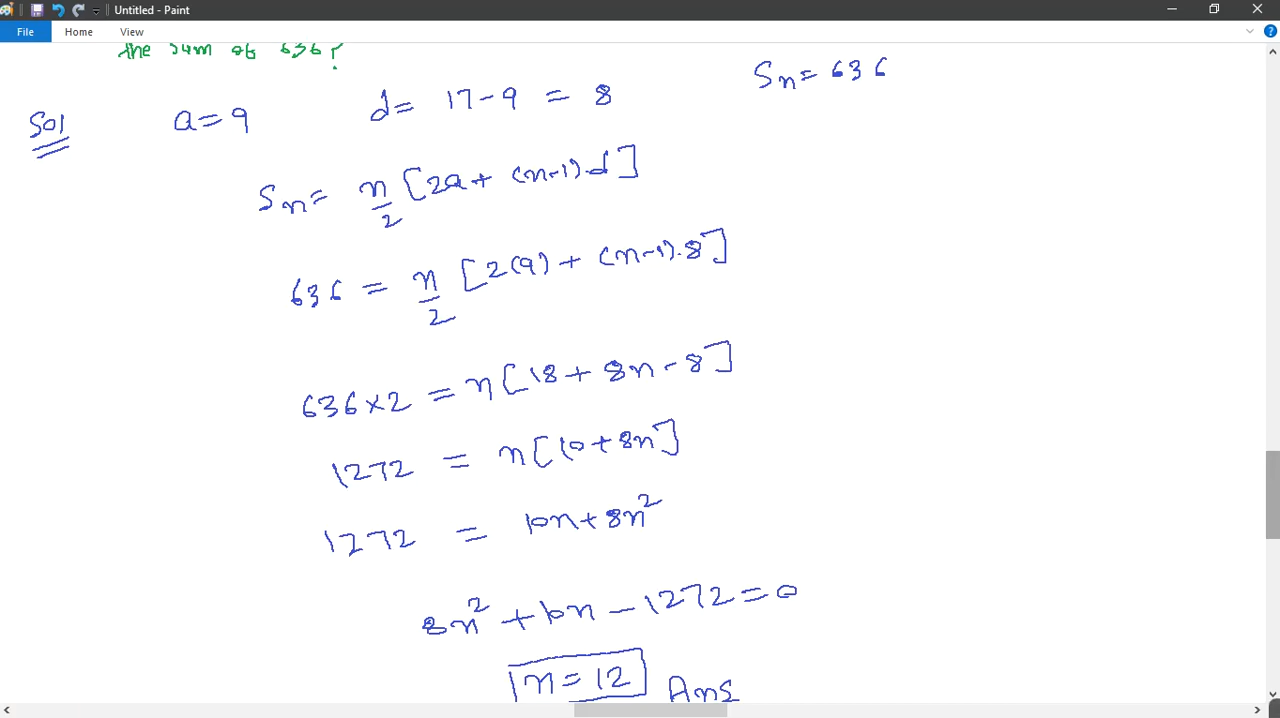 Untitled - Paint
File Home View
the sum of 636?
Sn = 636
Sol a = 9 d = 17 - 9 = 8
Sn = n/2 [2a + (n-1).d]
636 = n/2 [2(9) + (n-1).8]
636 × 2 = n[18 + 8n - 8]
1272 = n[10 + 8n]
1272 = 10n + 8n²
8n² + 10n - 1272 = 0
n = 12 Ans